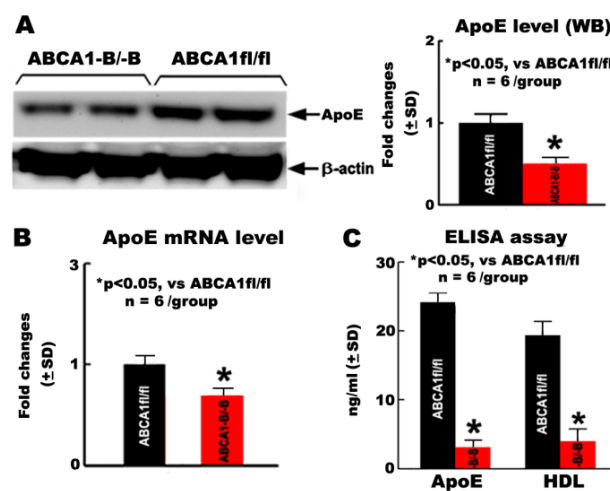 A
ABCA1-B/-B ABCA1fl/fl
ApoE
β-actin
ApoE level (WB)
*p<0.05, vs ABCA1fl/fl
n = 6 /group
Fold changes
(± SD)
2
1
0
ABCA1fl/fl
*
ABCA1-B/-B
B
ApoE mRNA level
*p<0.05, vs ABCA1fl/fl
n = 6 /group
Fold changes
(± SD)
3
1
0
ABCA1fl/fl
*
ABCA1-B/-B
C
ELISA assay
*p<0.05, vs ABCA1fl/fl
n = 6 /group
ng/ml (± SD)
30
20
10
0
ABCA1fl/fl
*
-B/-B
ABCA1fl/fl
*
-B/-B
ApoE HDL